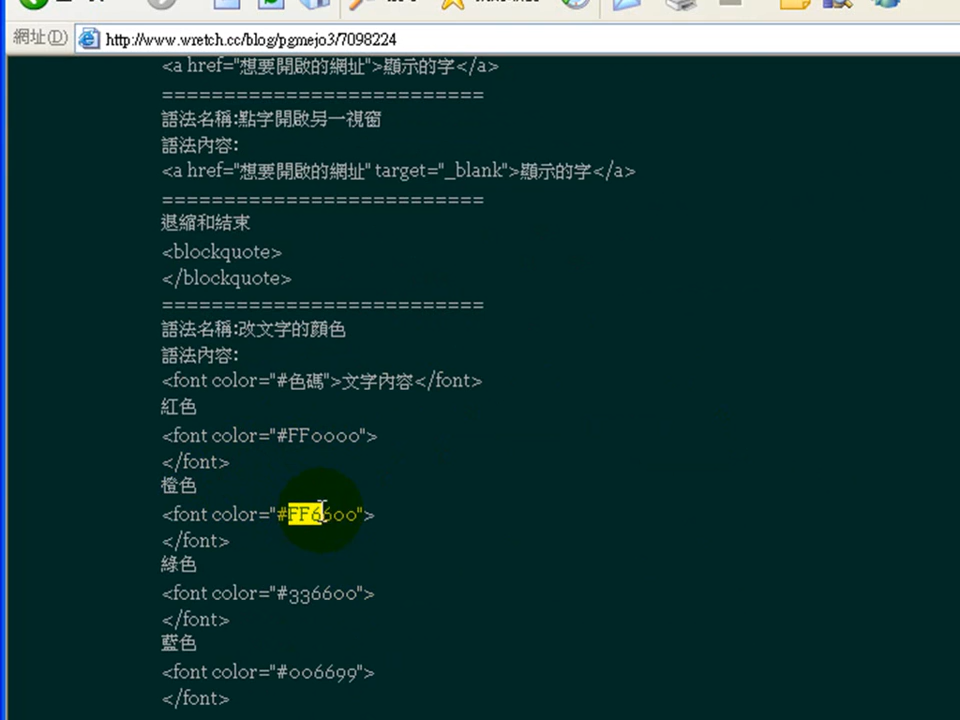 網址(D) http://www.wretch.cc/blog/pgmejo3/7098224
<a href="想要開啟的網址">顯示的字</a>
==========================
語法名稱:點字開啟另一視窗
語法內容:
<a href="想要開啟的網址" target="_blank">顯示的字</a>
==========================
退縮和結束
<blockquote>
</blockquote>
==========================
語法名稱:改文字的顏色
語法內容:
<font color="#色碼">文字內容</font>
紅色
<font color="#FF0000">
</font>
橙色
<font color="#FF6600">
</font>
綠色
<font color="#336600">
</font>
藍色
<font color="#006699">
</font>